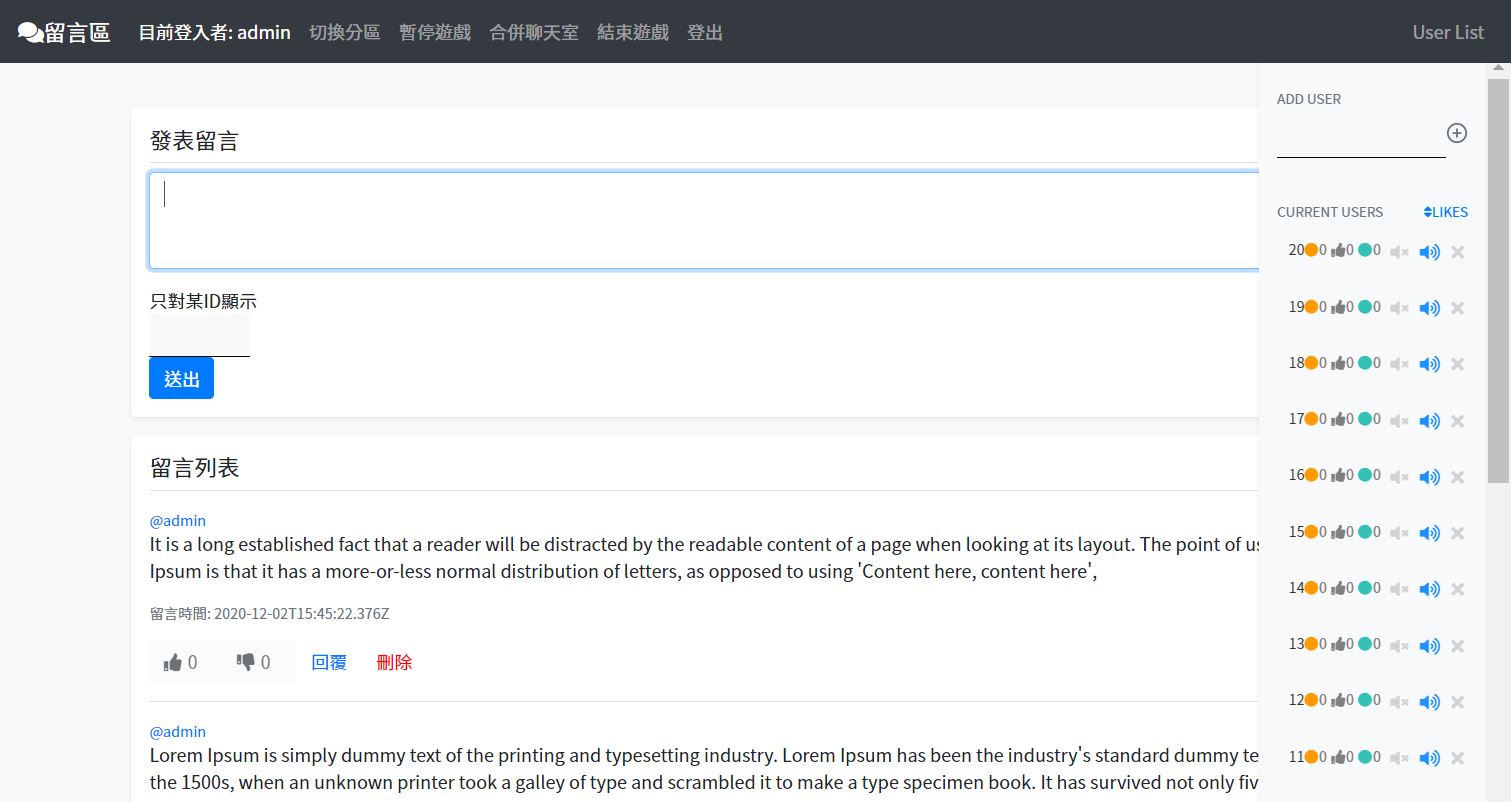 留言區 目前登入者: admin 切換分區 暫停遊戲 合併聊天室 結束遊戲 登出 User List
發表留言
只對某ID顯示
送出
留言列表
@admin
It is a long established fact that a reader will be distracted by the readable content of a page when looking at its layout. The point of
Ipsum is that it has a more-or-less normal distribution of letters, as opposed to using 'Content here, content here',
留言時間: 2020-12-02T15:45:22.376Z
0 0 回覆 刪除
@admin
Lorem Ipsum is simply dummy text of the printing and typesetting industry. Lorem Ipsum has been the industry's standard dummy
the 1500s, when an unknown printer took a galley of type and scrambled it to make a type specimen book. It has survived not only
ADD USER
CURRENT USERS LIKES
20 0 0 0
19 0 0 0
18 0 0 0
17 0 0 0
16 0 0 0
15 0 0 0
14 0 0 0
13 0 0 0
12 0 0 0
11 0 0 0